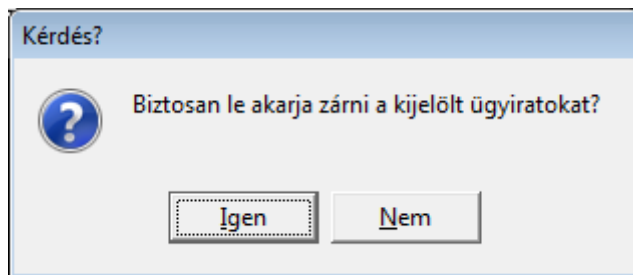 Kérdés?
Biztosan le akarja zárni a kijelölt ügyiratokat?
Igen
Nem